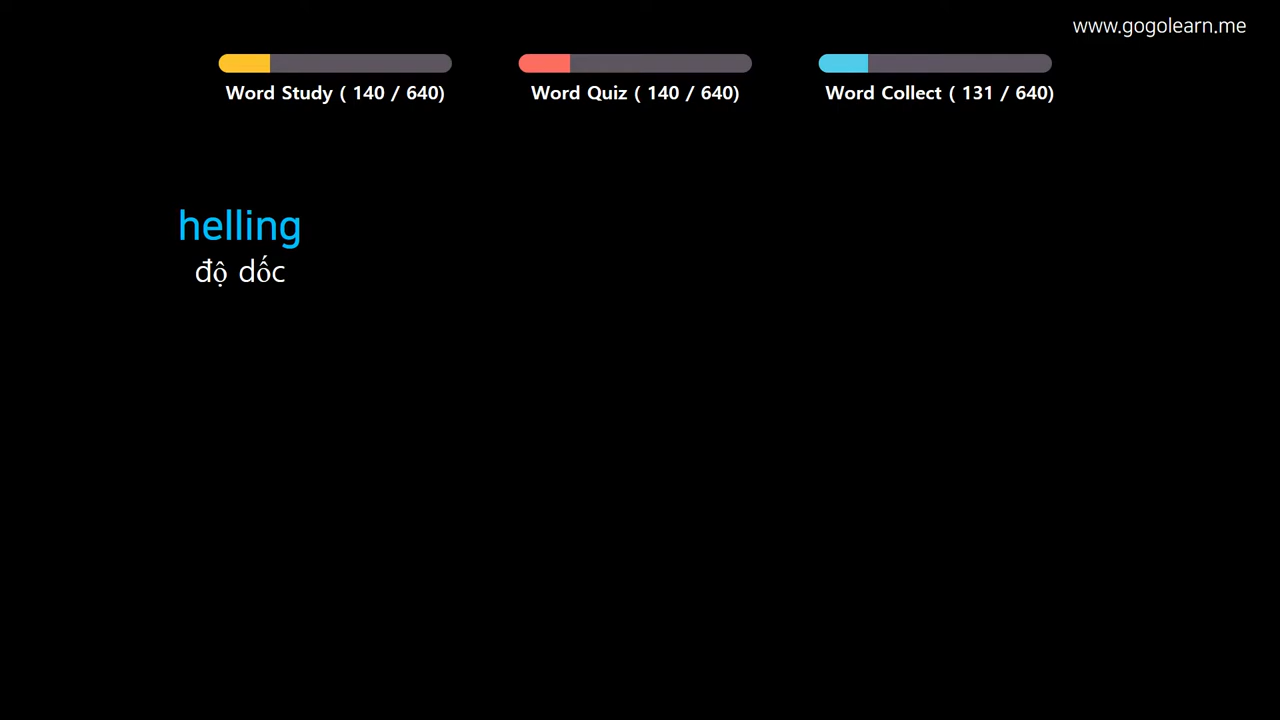 www.gogolearn.me
Word Study ( 140 / 640)
Word Quiz ( 140 / 640)
Word Collect ( 131 / 640)
helling
độ dốc